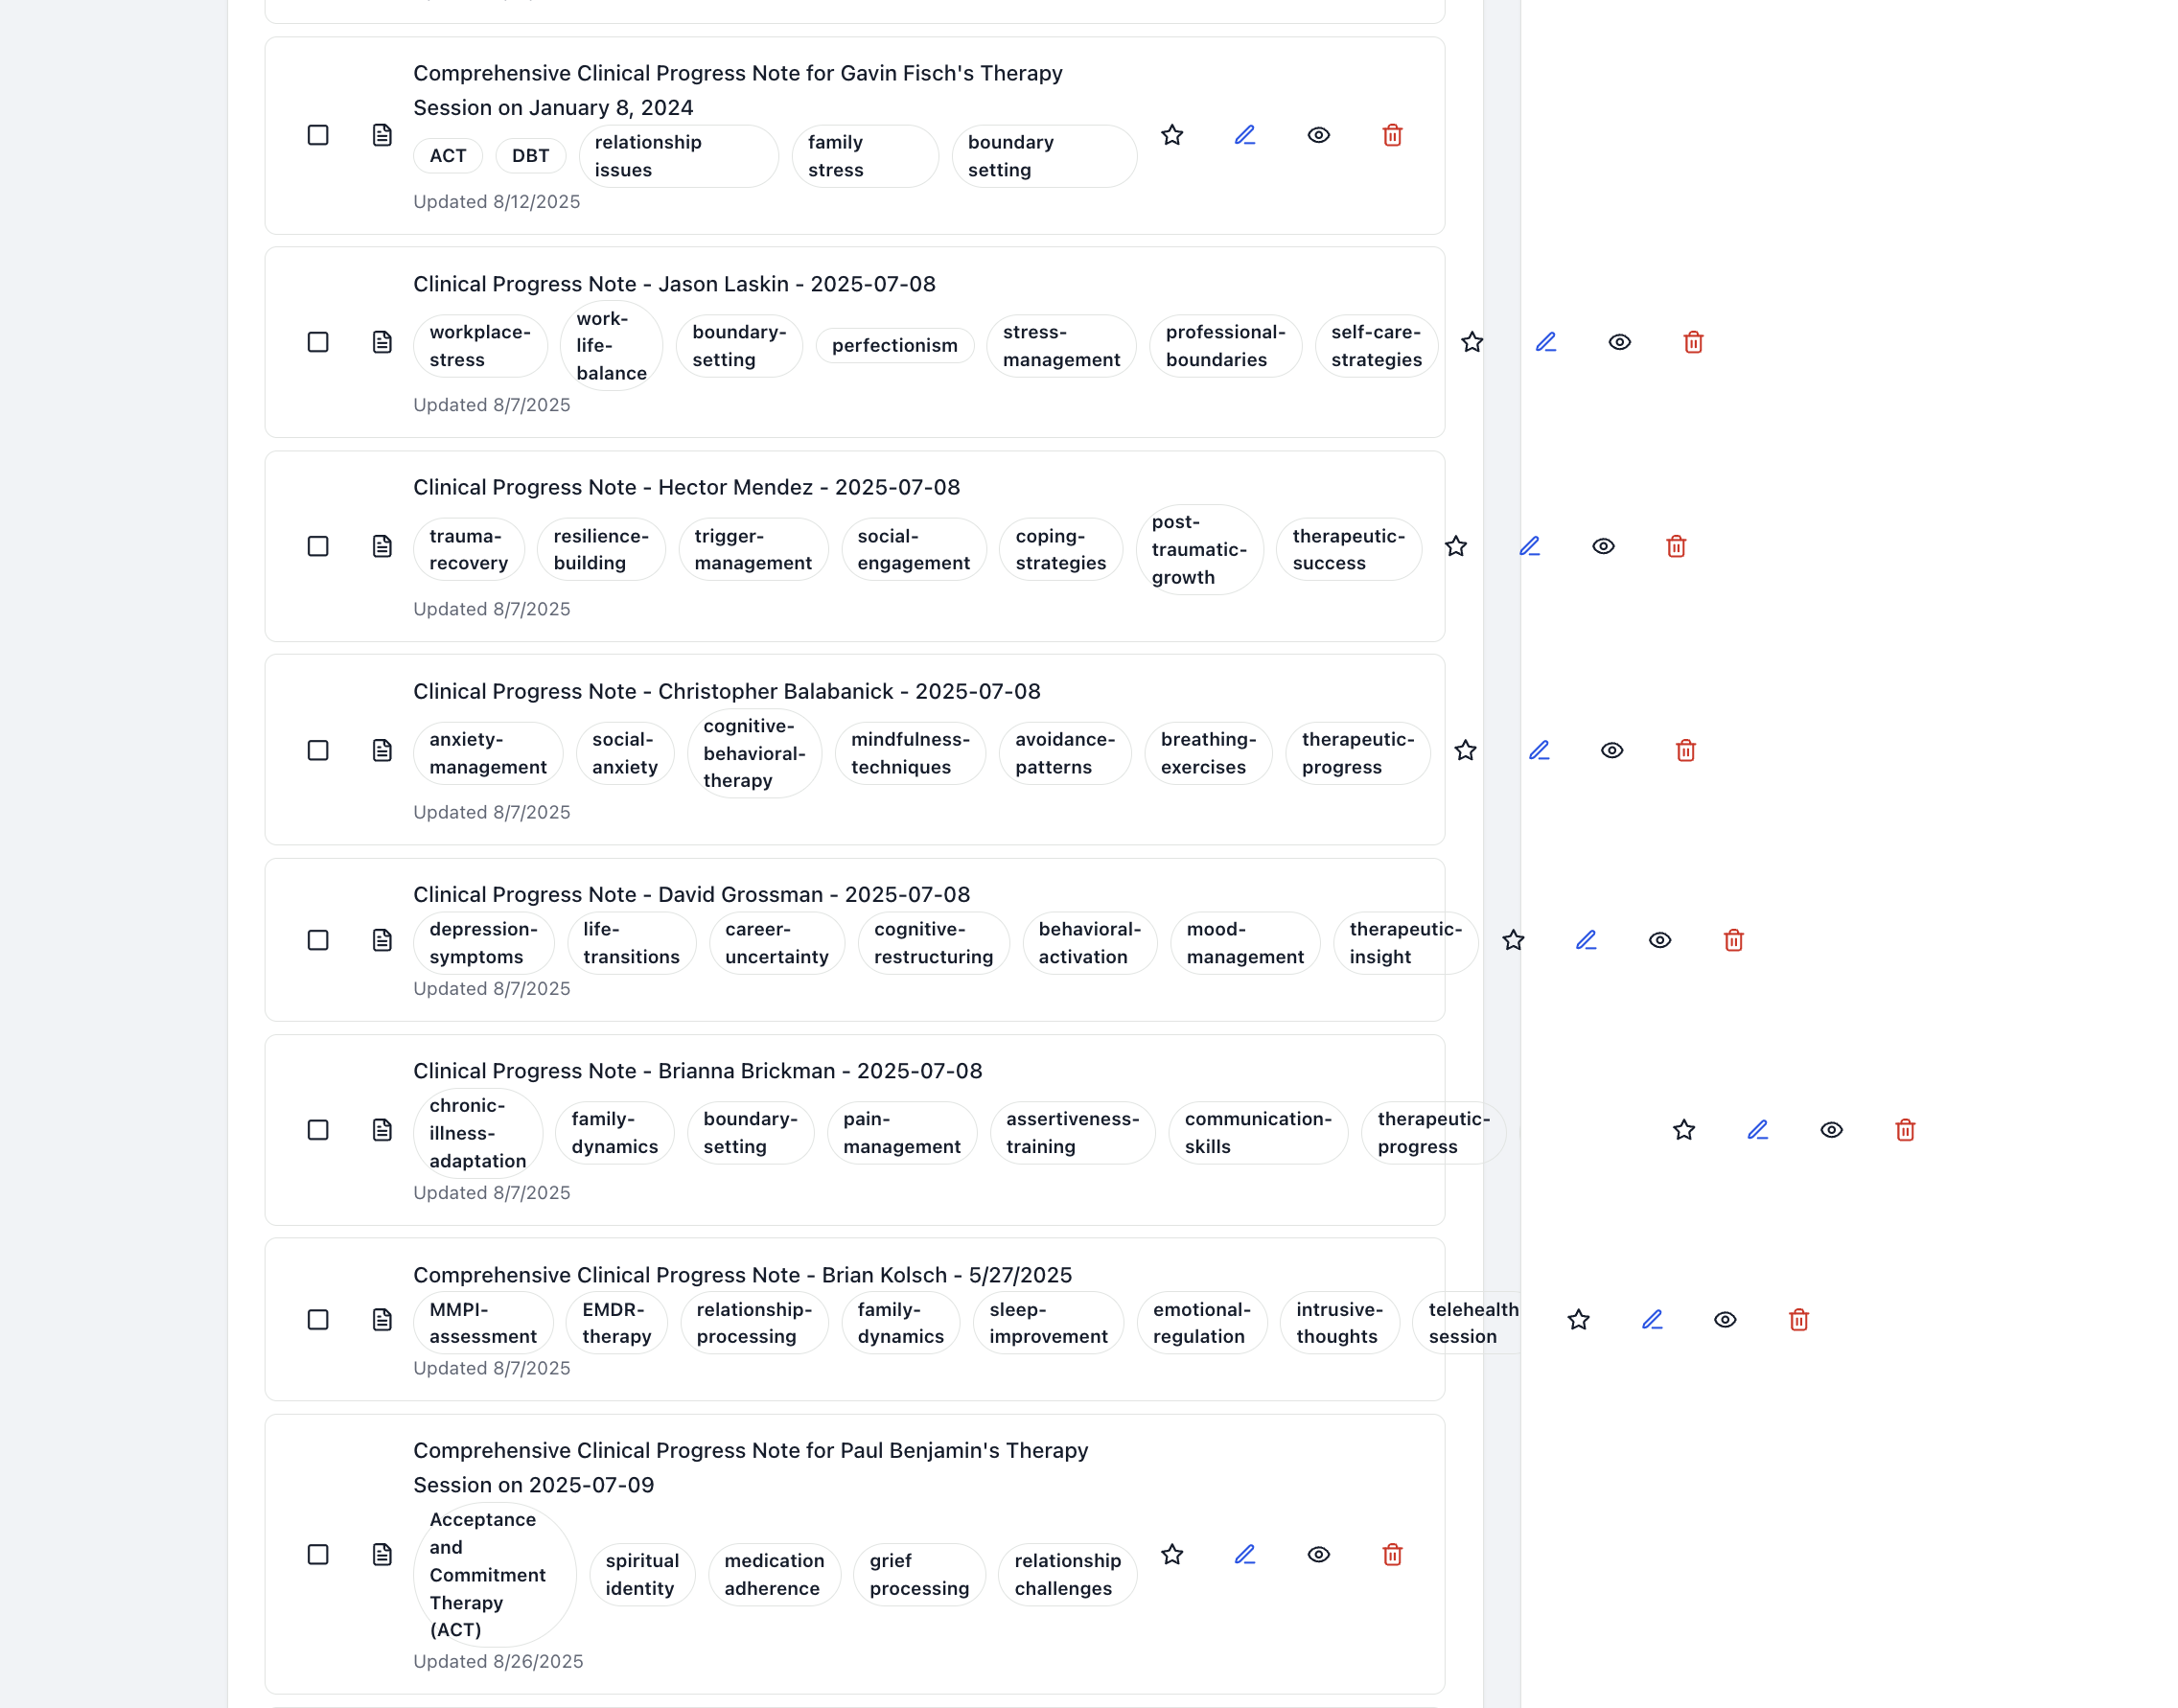 Comprehensive Clinical Progress Note for Gavin Fisch's Therapy
Session on January 8, 2024
ACT DBT relationship issues family stress boundary setting
Updated 8/12/2025
Clinical Progress Note - Jason Laskin - 2025-07-08
workplace-stress work-life-balance boundary-setting perfectionism stress-management professional-boundaries self-care-strategies
Updated 8/7/2025
Clinical Progress Note - Hector Mendez - 2025-07-08
trauma-recovery resilience-building trigger-management social-engagement coping-strategies post-traumatic-growth therapeutic-success
Updated 8/7/2025
Clinical Progress Note - Christopher Balabanick - 2025-07-08
anxiety-management social-anxiety cognitive-behavioral-therapy mindfulness-techniques avoidance-patterns breathing-exercises therapeutic-progress
Updated 8/7/2025
Clinical Progress Note - David Grossman - 2025-07-08
depression-symptoms life-transitions career-uncertainty cognitive-restructuring behavioral-activation mood-management therapeutic-insight
Updated 8/7/2025
Clinical Progress Note - Brianna Brickman - 2025-07-08
chronic-illness-adaptation family-dynamics boundary-setting pain-management assertiveness-training communication-skills therapeutic-progress
Updated 8/7/2025
Comprehensive Clinical Progress Note - Brian Kolsch - 5/27/2025
MMPI-assessment EMDR-therapy relationship-processing family-dynamics sleep-improvement emotional-regulation intrusive-thoughts telehealth session
Updated 8/7/2025
Comprehensive Clinical Progress Note for Paul Benjamin's Therapy
Session on 2025-07-09
Acceptance and Commitment Therapy (ACT) spiritual identity medication adherence grief processing relationship challenges
Updated 8/26/2025